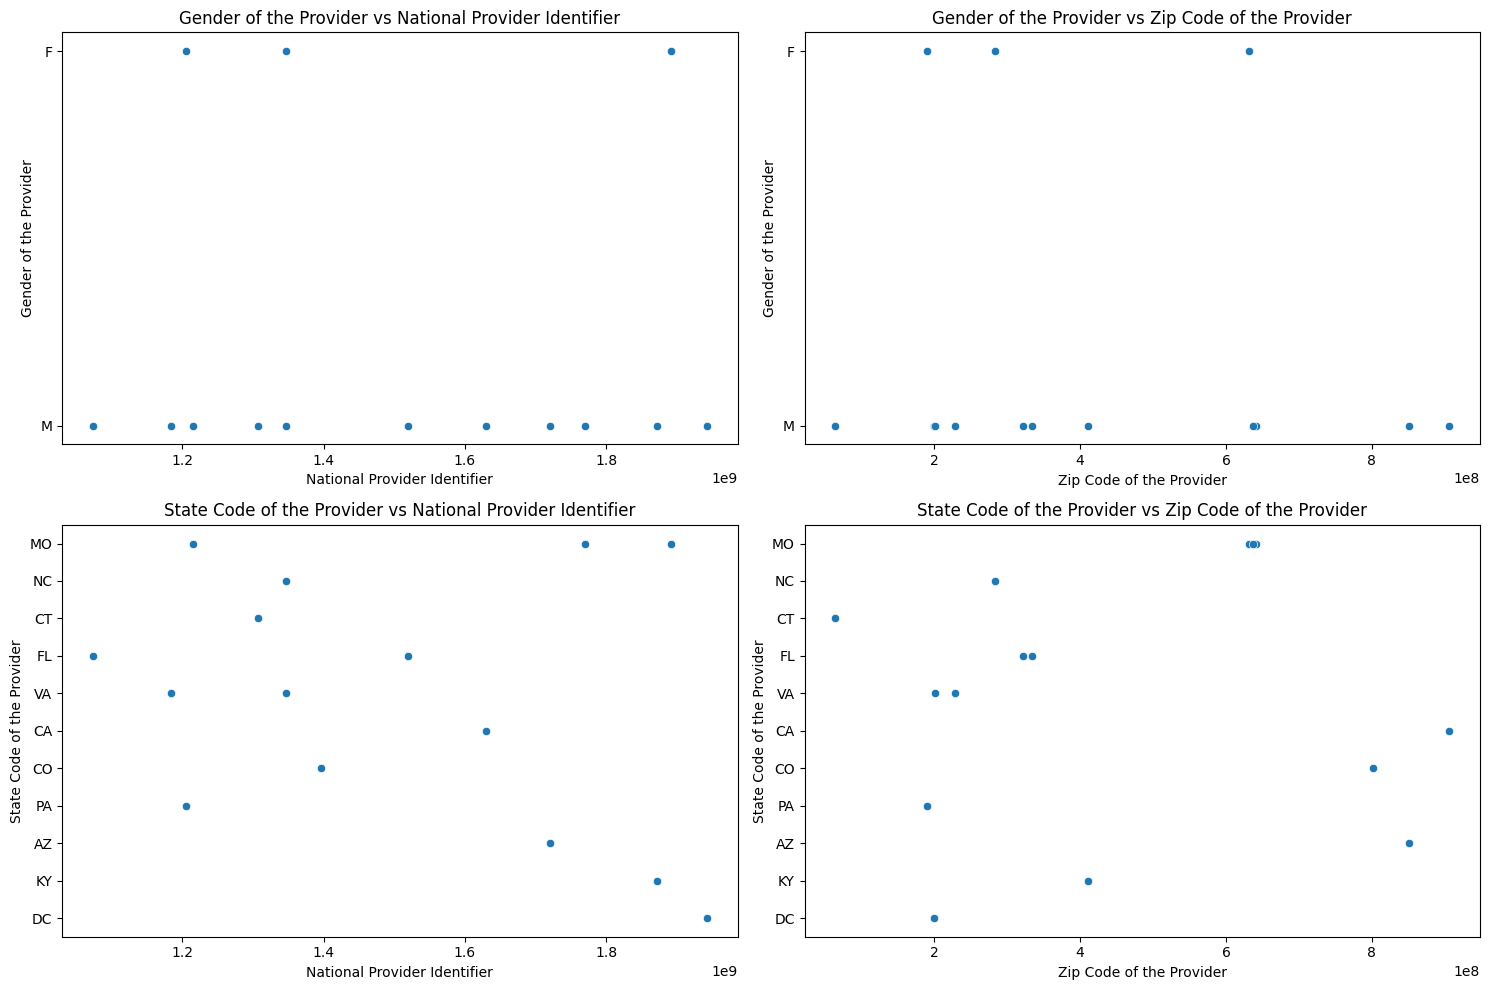 Gender of the Provider vs National Provider Identifier
F
M
Gender of the Provider
1.2 1.4 1.6 1.8
1e9
National Provider Identifier
Gender of the Provider vs Zip Code of the Provider
F
M
Gender of the Provider
2 4 6 8
1e8
Zip Code of the Provider
State Code of the Provider vs National Provider Identifier
MO
NC
CT
FL
VA
CA
CO
PA
AZ
KY
DC
State Code of the Provider
1.2 1.4 1.6 1.8
1e9
National Provider Identifier
State Code of the Provider vs Zip Code of the Provider
MO
NC
CT
FL
VA
CA
CO
PA
AZ
KY
DC
State Code of the Provider
2 4 6 8
1e8
Zip Code of the Provider